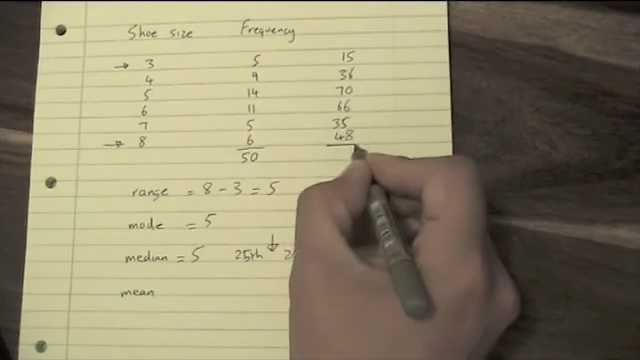 Shoe size Frequency
→ 3 5 15
4 9 36
5 14 70
6 11 66
7 5 35
→ 8 6 48
50
range = 8 - 3 = 5
mode = 5
median = 5 25th ↓
mean